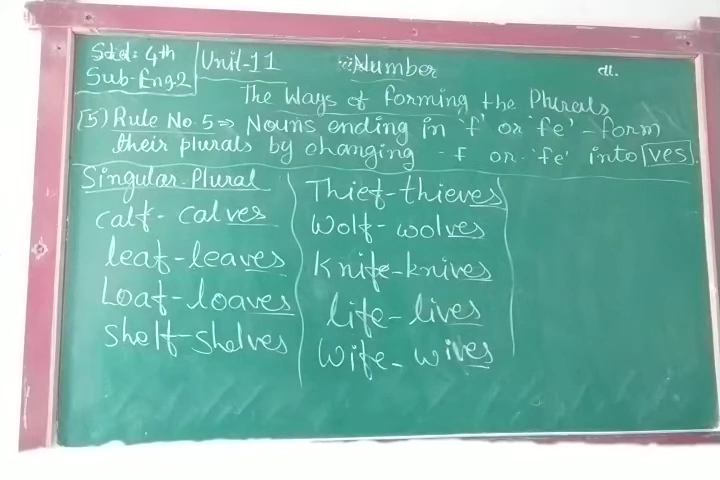 Std: 4th
Sub-Eng2
Unit-11
Number
dt.
The Ways of forming the Plurals
(5) Rule No. 5 ⇒ Nouns ending in 'f' or 'fe' - form
their plurals by changing - f or 'fe' into ves.
Singular-Plural
calf - calves
leaf-leaves
Loaf - loaves
Shelf-Shelves
Thief-thieves
Wolf- wolves
Knife-knives
life-lives
Wife- wives